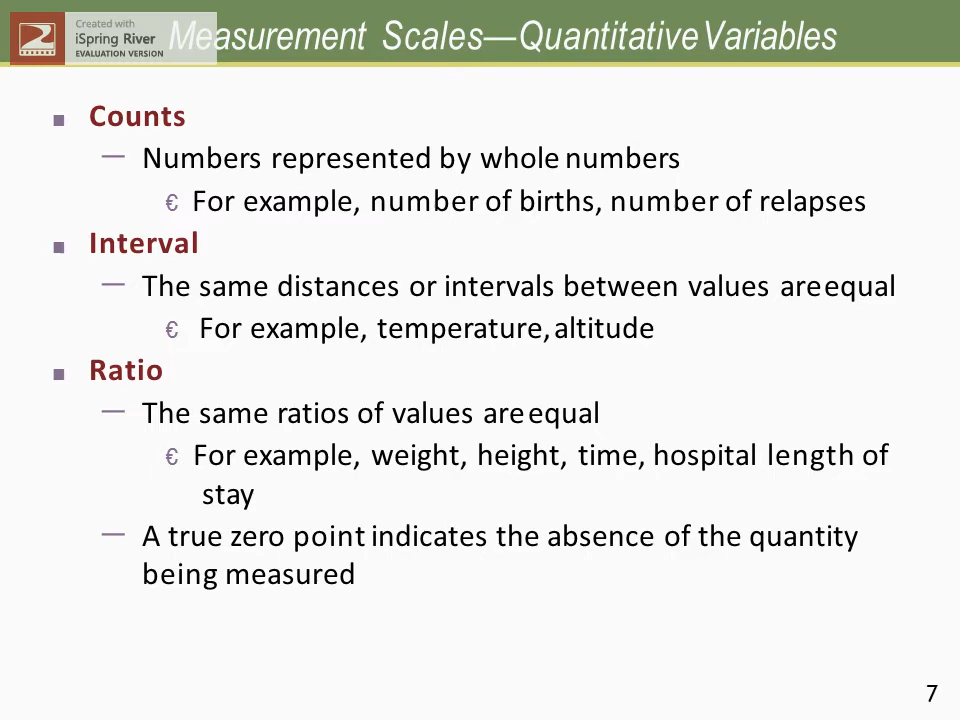 Created with
iSpring River
EVALUATION VERSION
Measurement Scales—Quantitative Variables
■ Counts
— Numbers represented by whole numbers
€ For example, number of births, number of relapses
■ Interval
— The same distances or intervals between values are equal
€ For example, temperature, altitude
■ Ratio
— The same ratios of values are equal
€ For example, weight, height, time, hospital length of
stay
— A true zero point indicates the absence of the quantity
being measured
7